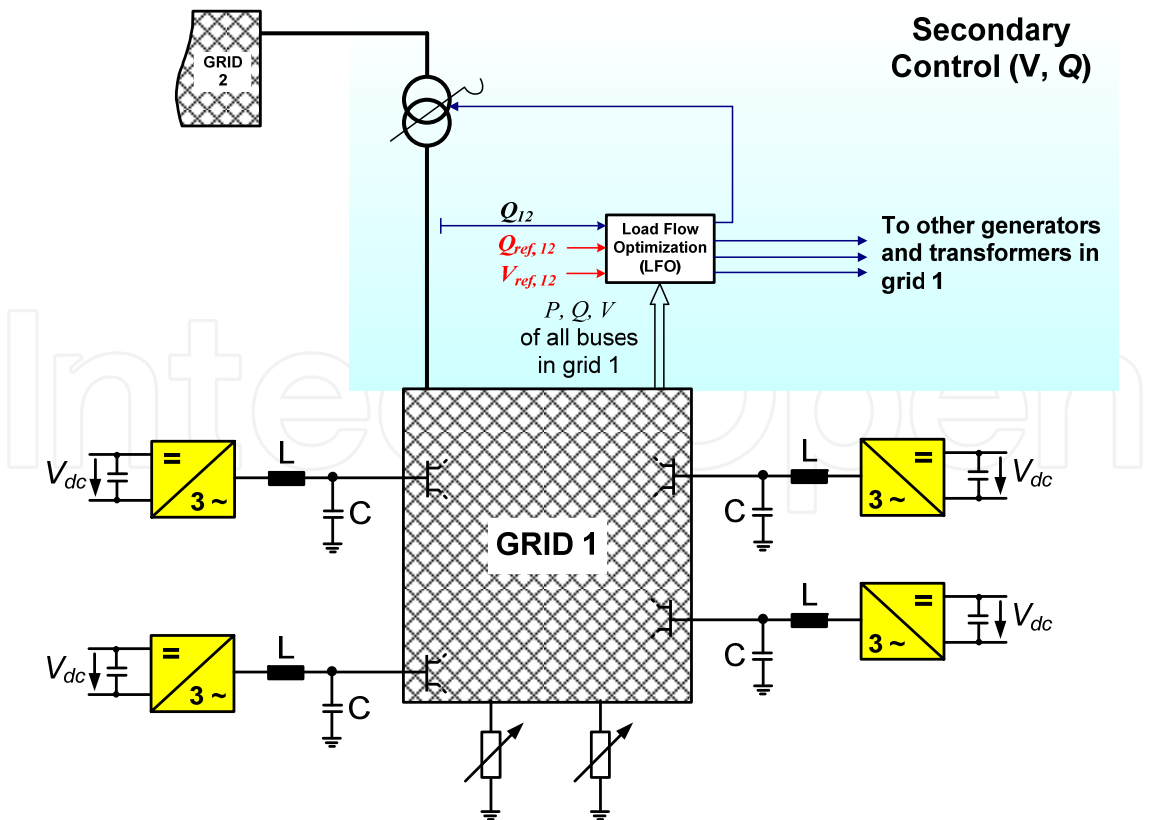 Secondary
Control (V, Q)
GRID
2
Q12
Qref, 12
Vref, 12
Load Flow
Optimization
(LFO)
To other generators
and transformers in
grid 1
P, Q, V
of all buses
in grid 1
IntechOpen
Vdc
=
3 ~
L
C
L
C
=
3 ~
Vdc
GRID 1
Vdc
=
3 ~
L
C
L
C
=
3 ~
Vdc